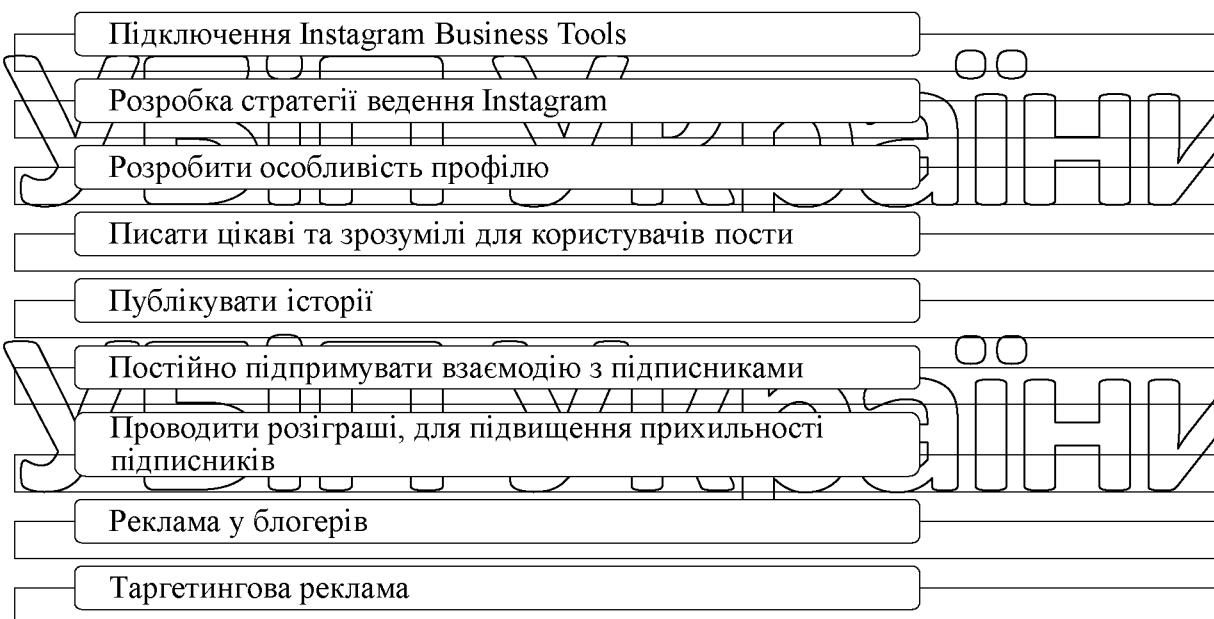 Підключення Instagram Business Tools
Розробка стратегії ведення Instagram
Розробити особливість профілю
Писати цікаві та зрозумілі для користувачів пости
Публікувати історії
Постійно підпримувати взаємодію з підписниками
Проводити розіграші, для підвищення прихильності
підписників
Реклама у блогерів
Таргетингова реклама